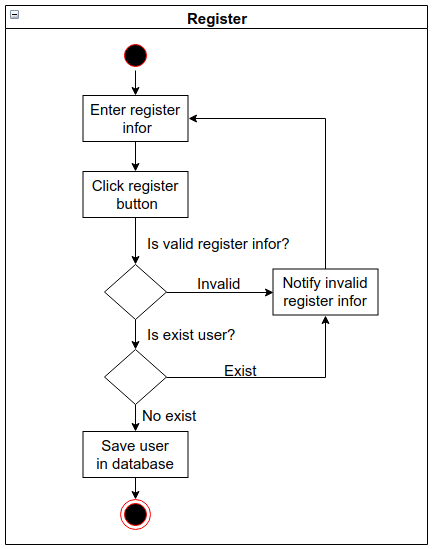 Register
Enter register
infor
Click register
button
Is valid register infor?
Invalid
Notify invalid
register infor
Is exist user?
Exist
No exist
Save user
in database